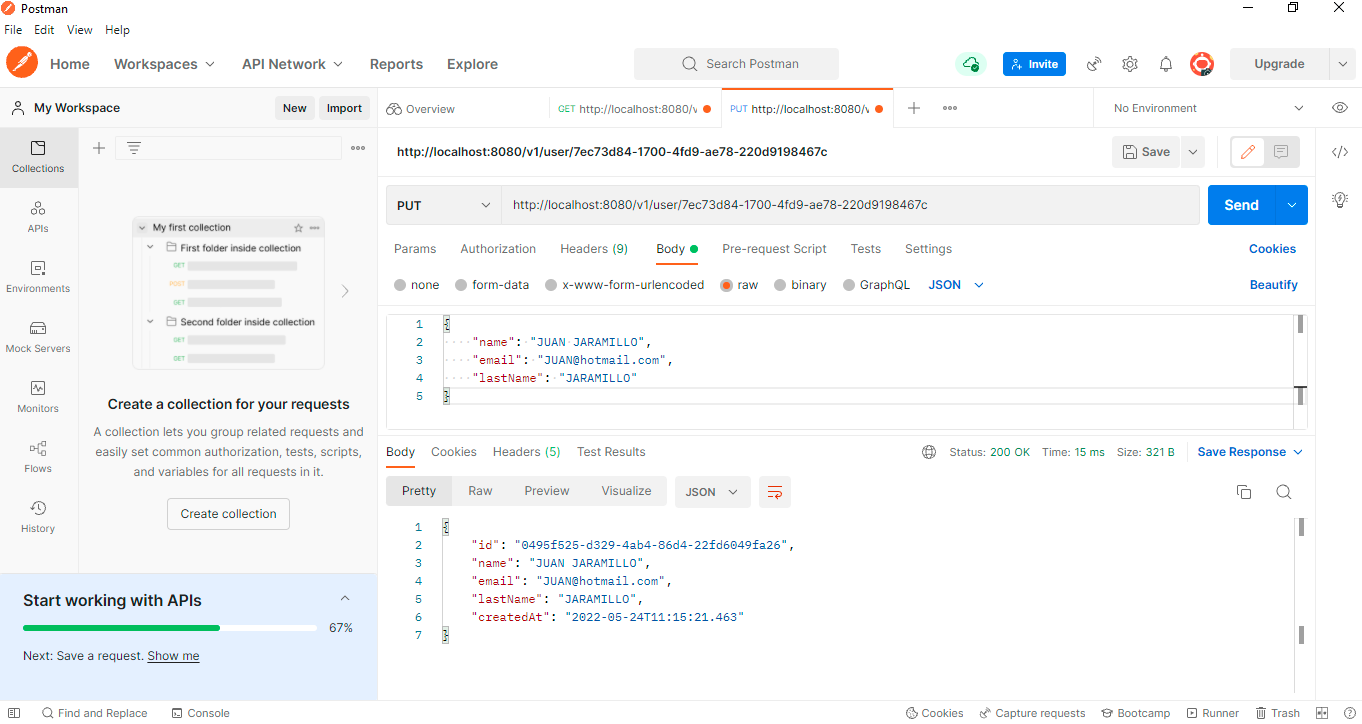 Postman
File Edit View Help
Home Workspaces API Network Reports Explore Search Postman Invite Upgrade
My Workspace New Import Overview GET http://localhost:8080/v PUT http://localhost:8080/v No Environment
Collections
APIs
Environments
Mock Servers
Monitors
Flows
History
My first collection
First folder inside collection
GET
POST
GET
Second folder inside collection
GET
GET
Create a collection for your requests
A collection lets you group related requests and
easily set common authorization, tests, scripts,
and variables for all requests in it.
Create collection
Start working with APIs
67%
Next: Save a request. Show me
http://localhost:8080/v1/user/7ec73d84-1700-4fd9-ae78-220d9198467c Save
PUT http://localhost:8080/v1/user/7ec73d84-1700-4fd9-ae78-220d9198467c Send
Params Authorization Headers (9) Body Pre-request Script Tests Settings Cookies
none form-data x-www-form-urlencoded raw binary GraphQL JSON Beautify
1 {
2 "name": "JUAN JARAMILLO",
3 "email": "JUAN@hotmail.com",
4 "lastName": "JARAMILLO"
5 }
Body Cookies Headers (5) Test Results Status: 200 OK Time: 15 ms Size: 321 B Save Response
Pretty Raw Preview Visualize JSON
1 {
2 "id": "0495f525-d329-4ab4-86d4-22fd6049fa26",
3 "name": "JUAN JARAMILLO",
4 "email": "JUAN@hotmail.com",
5 "lastName": "JARAMILLO",
6 "createdAt": "2022-05-24T11:15:21.463"
7 }
Find and Replace Console Cookies Capture requests Bootcamp Runner Trash